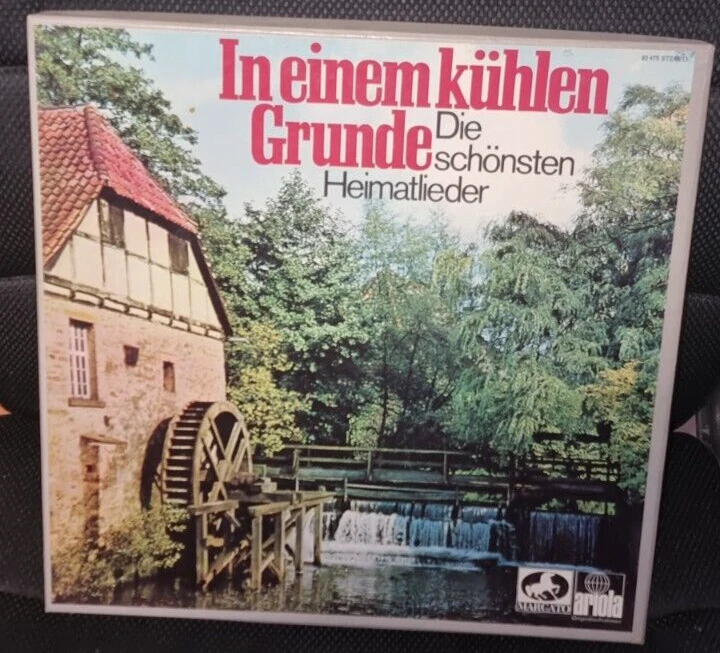 In einem kühlen
Grunde
Die
schönsten
Heimatlieder
MARCATO
ariola